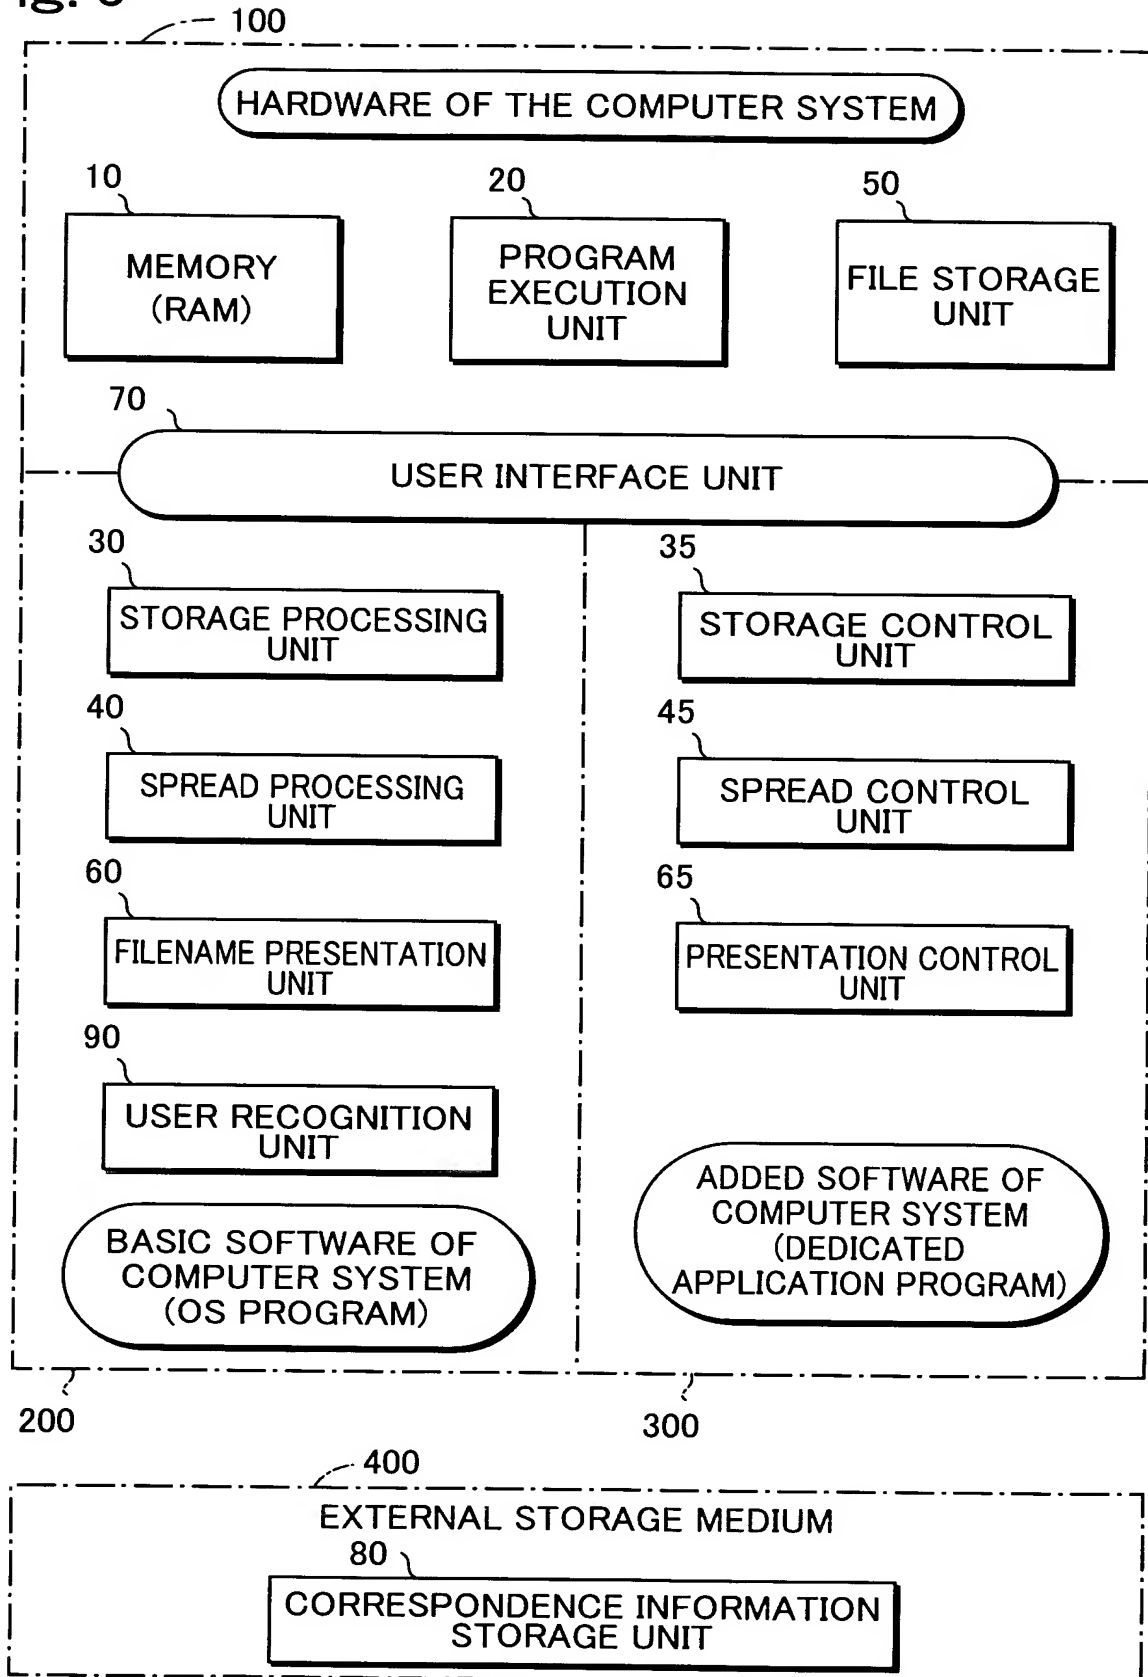 100
HARDWARE OF THE COMPUTER SYSTEM
10
20
50
MEMORY
(RAM)
PROGRAM
EXECUTION
UNIT
FILE STORAGE
UNIT
70
USER INTERFACE UNIT
30
STORAGE PROCESSING
UNIT
35
STORAGE CONTROL
UNIT
40
SPREAD PROCESSING
UNIT
45
SPREAD CONTROL
UNIT
60
FILENAME PRESENTATION
UNIT
65
PRESENTATION CONTROL
UNIT
90
USER RECOGNITION
UNIT
BASIC SOFTWARE OF
COMPUTER SYSTEM
(OS PROGRAM)
ADDED SOFTWARE OF
COMPUTER SYSTEM
(DEDICATED
APPLICATION PROGRAM)
200
300
400
EXTERNAL STORAGE MEDIUM
80
CORRESPONDENCE INFORMATION
STORAGE UNIT